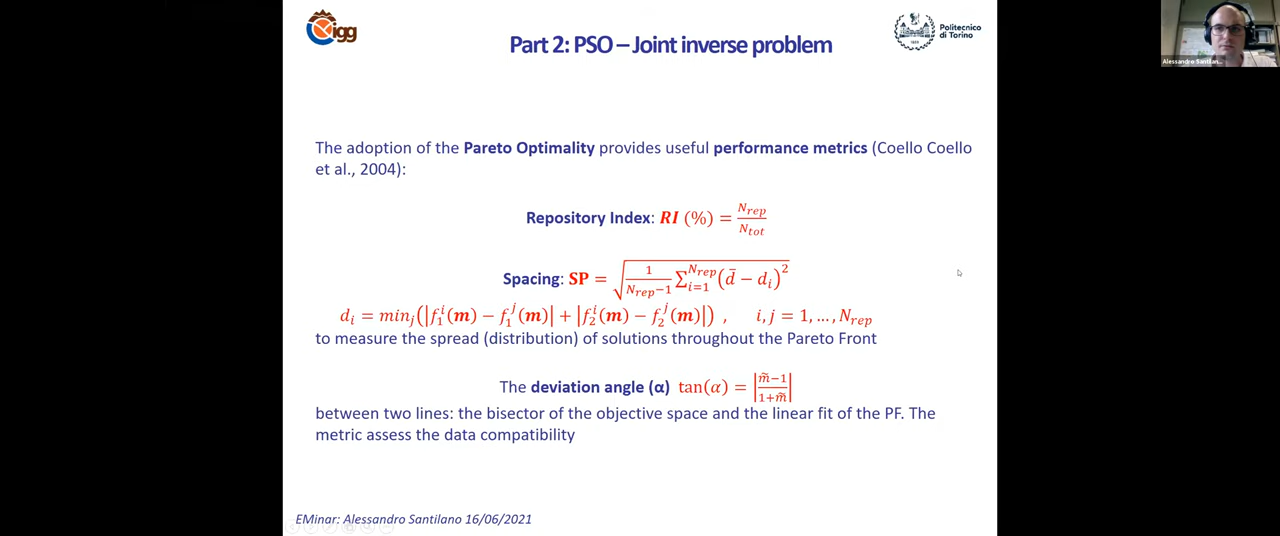 igg
Part 2: PSO – Joint inverse problem
Politecnico
di Torino
Alessandro Santilan...
The adoption of the Pareto Optimality provides useful performance metrics (Coello Coello
et al., 2004):
Repository Index: RI (%) = N_rep / N_tot
Spacing: SP = √(1/(N_rep−1) ∑_{i=1}^{N_rep} (d̄ − d_i)²)
d_i = min_j(|f_1^i(m) − f_1^j(m)| + |f_2^i(m) − f_2^j(m)|) , i, j = 1, … , N_rep
to measure the spread (distribution) of solutions throughout the Pareto Front
The deviation angle (α) tan(α) = |(m̃−1)/(1+m̃)|
between two lines: the bisector of the objective space and the linear fit of the PF. The
metric assess the data compatibility
EMinar: Alessandro Santilano 16/06/2021